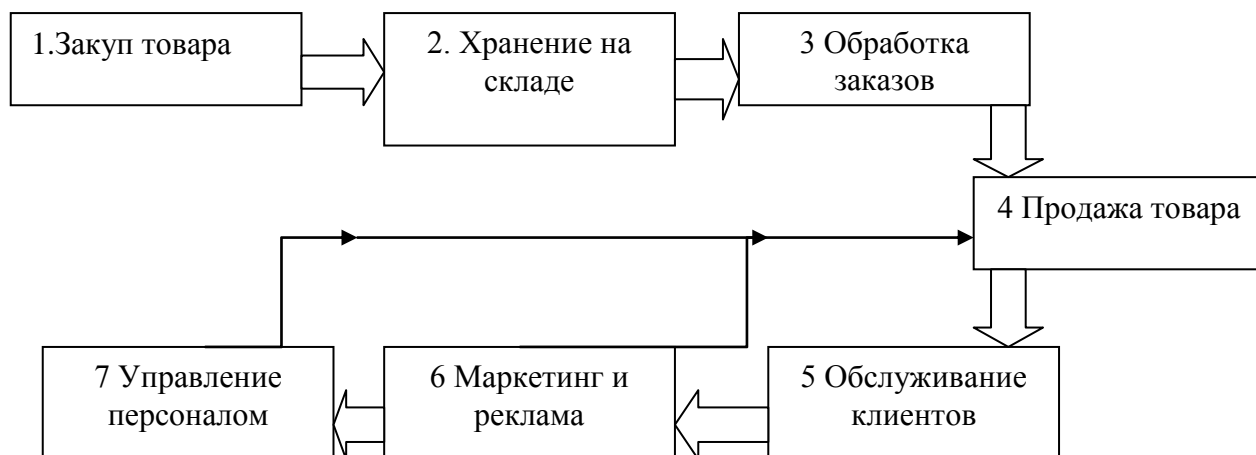 1.Закуп товара
2. Хранение на
складе
3 Обработка
заказов
4 Продажа товара
7 Управление
персоналом
6 Маркетинг и
реклама
5 Обслуживание
клиентов